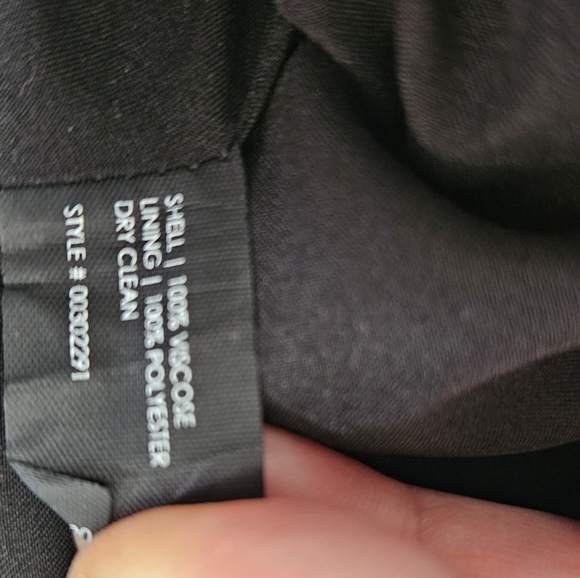 SHELL | 100% VISCOSE
LINING | 100% POLYESTER
DRY CLEAN
STYLE # 00302291